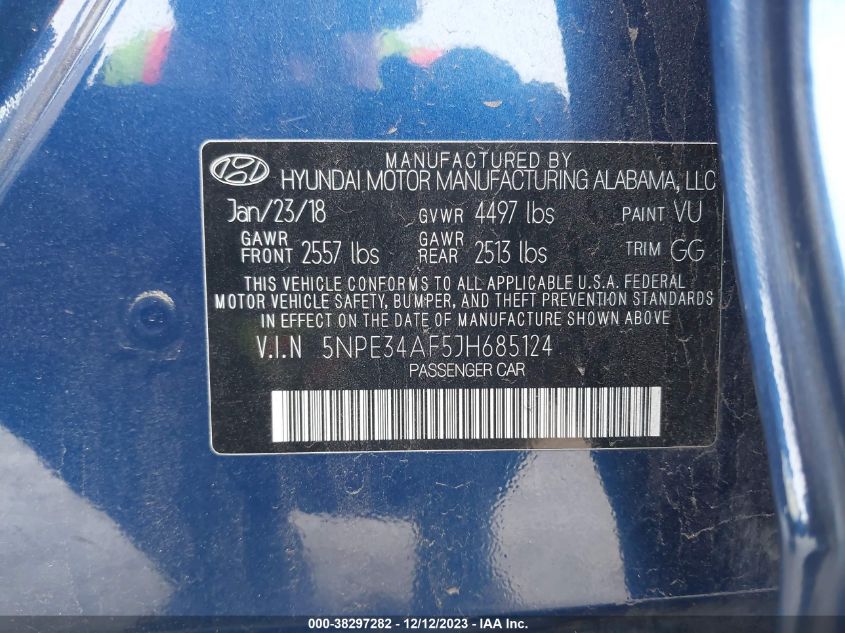 MANUFACTURED BY
HYUNDAI MOTOR MANUFACTURING ALABAMA, LLC
Jan/23/18 GVWR 4497 lbs PAINT VU
GAWR FRONT 2557 lbs GAWR REAR 2513 lbs TRIM GG
THIS VEHICLE CONFORMS TO ALL APPLICABLE U.S.A. FEDERAL
MOTOR VEHICLE SAFETY, BUMPER, AND THEFT PREVENTION STANDARDS
IN EFFECT ON THE DATE OF MANUFACTURE SHOWN ABOVE.
V.I.N 5NPE34AF5JH685124
PASSENGER CAR
000-38297282 - 12/12/2023 - IAAI.com